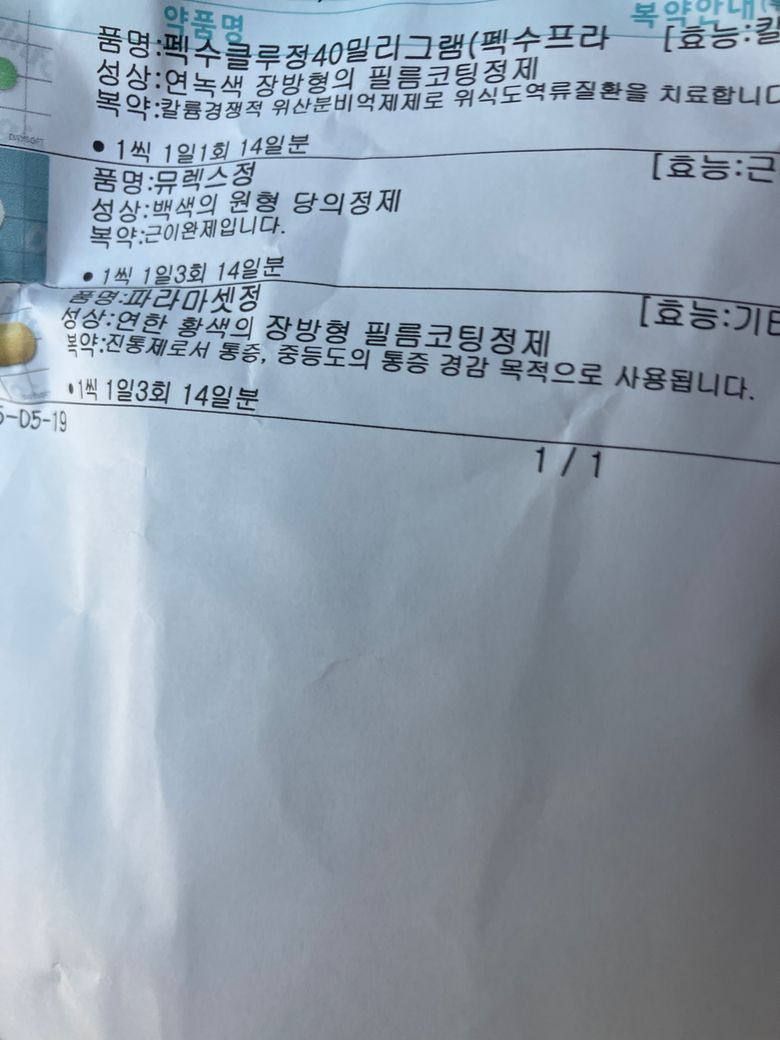 약품명 복약안내
품명:펙수클루정40밀리그램(펙수프라 [효능:칼
성상:연녹색 장방형의 필름코팅정제
복약:칼륨경쟁적 위산분비억제제로 위식도역류질환을 치료합니다
• 1씩 1일1회 14일분
품명:뮤렉스정 [효능:근
성상:백색의 원형 당의정제
복약:근이완제입니다.
• 1씩 1일3회 14일분
품명:파라마셋정 [효능:기타
성상:연한 황색의 장방형 필름코팅정제
복약:진통제로서 통증, 중등도의 통증 경감 목적으로 사용됩니다.
•1씩 1일3회 14일분
5-05-19
1 / 1